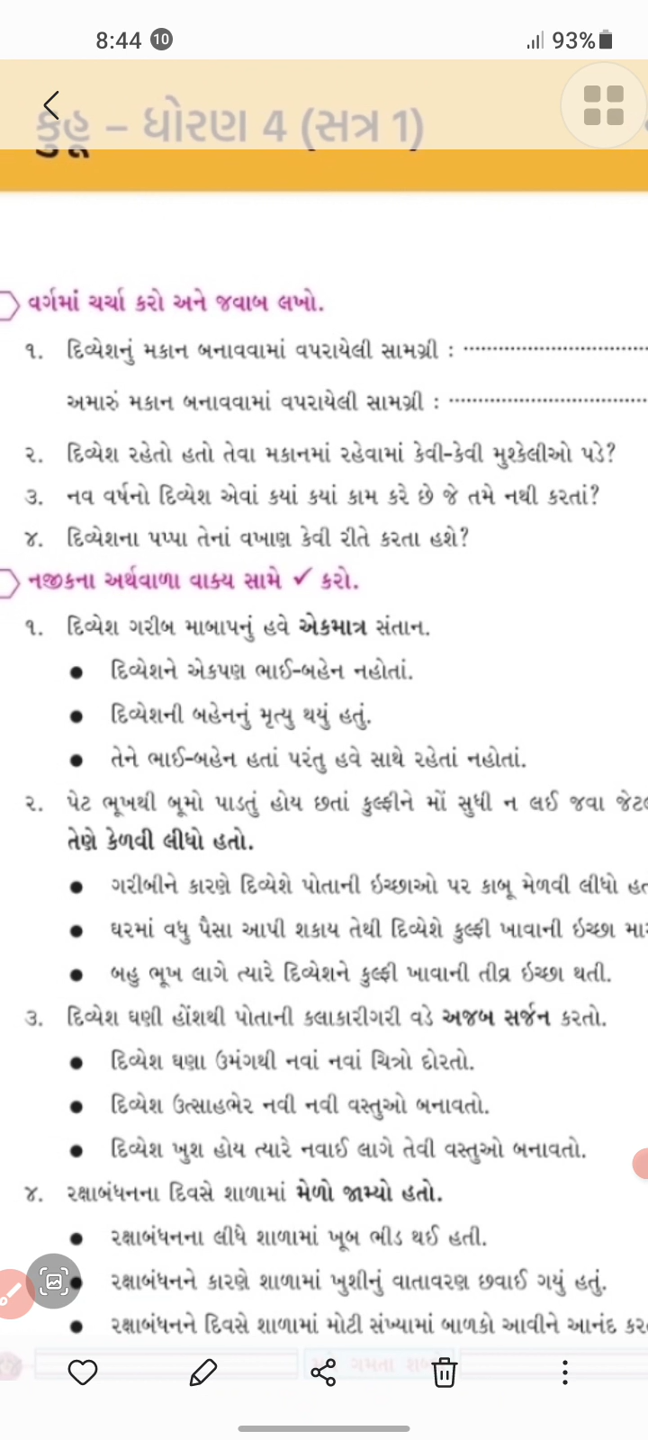 8:44 10 93%
કુહૂ – ધોરણ 4 (સત્ર 1)
વર્ગમાં ચર્ચા કરો અને જવાબ લખો.
૧. દિવ્યેશનું મકાન બનાવવામાં વપરાયેલી સામગ્રી :
અમારું મકાન બનાવવામાં વપરાયેલી સામગ્રી :
૨. દિવ્યેશ રહેતો હતો તેવા મકાનમાં રહેવામાં કેવી-કેવી મુશ્કેલીઓ પડે?
૩. નવ વર્ષનો દિવ્યેશ એવાં કયાં કયાં કામ કરે છે જે તમે નથી કરતાં?
૪. દિવ્યેશના પપ્પા તેનાં વખાણ કેવી રીતે કરતા હશે?
નજીકના અર્થવાળા વાક્ય સામે ✓ કરો.
૧. દિવ્યેશ ગરીબ માબાપનું હવે એકમાત્ર સંતાન.
● દિવ્યેશને એકપણ ભાઈ-બહેન નહોતાં.
● દિવ્યેશની બહેનનું મૃત્યુ થયું હતું.
● તેને ભાઈ-બહેન હતાં પરંતુ હવે સાથે રહેતાં નહોતાં.
૨. પેટ ભૂખથી બૂમો પાડતું હોય છતાં કુલ્ફીને મોં સુધી ન લઈ જવા જેટલ
તેણે કેળવી લીધો હતો.
● ગરીબીને કારણે દિવ્યેશે પોતાની ઇચ્છાઓ પર કાબૂ મેળવી લીધો હત
● ઘરમાં વધુ પૈસા આપી શકાય તેથી દિવ્યેશે કુલ્ફી ખાવાની ઇચ્છા માર
● બહુ ભૂખ લાગે ત્યારે દિવ્યેશને કુલ્ફી ખાવાની તીવ્ર ઇચ્છા થતી.
૩. દિવ્યેશ ઘણી હોંશથી પોતાની કલાકારીગરી વડે અજબ સર્જન કરતો.
● દિવ્યેશ ઘણા ઉમંગથી નવાં નવાં ચિત્રો દોરતો.
● દિવ્યેશ ઉત્સાહભેર નવી નવી વસ્તુઓ બનાવતો.
● દિવ્યેશ ખુશ હોય ત્યારે નવાઈ લાગે તેવી વસ્તુઓ બનાવતો.
૪. રક્ષાબંધનના દિવસે શાળામાં મેળો જામ્યો હતો.
● રક્ષાબંધનના લીધે શાળામાં ખૂબ ભીડ થઈ હતી.
● રક્ષાબંધનને કારણે શાળામાં ખુશીનું વાતાવરણ છવાઈ ગયું હતું.
● રક્ષાબંધનને દિવસે શાળામાં મોટી સંખ્યામાં બાળકો આવીને આનંદ કર
ગમતા